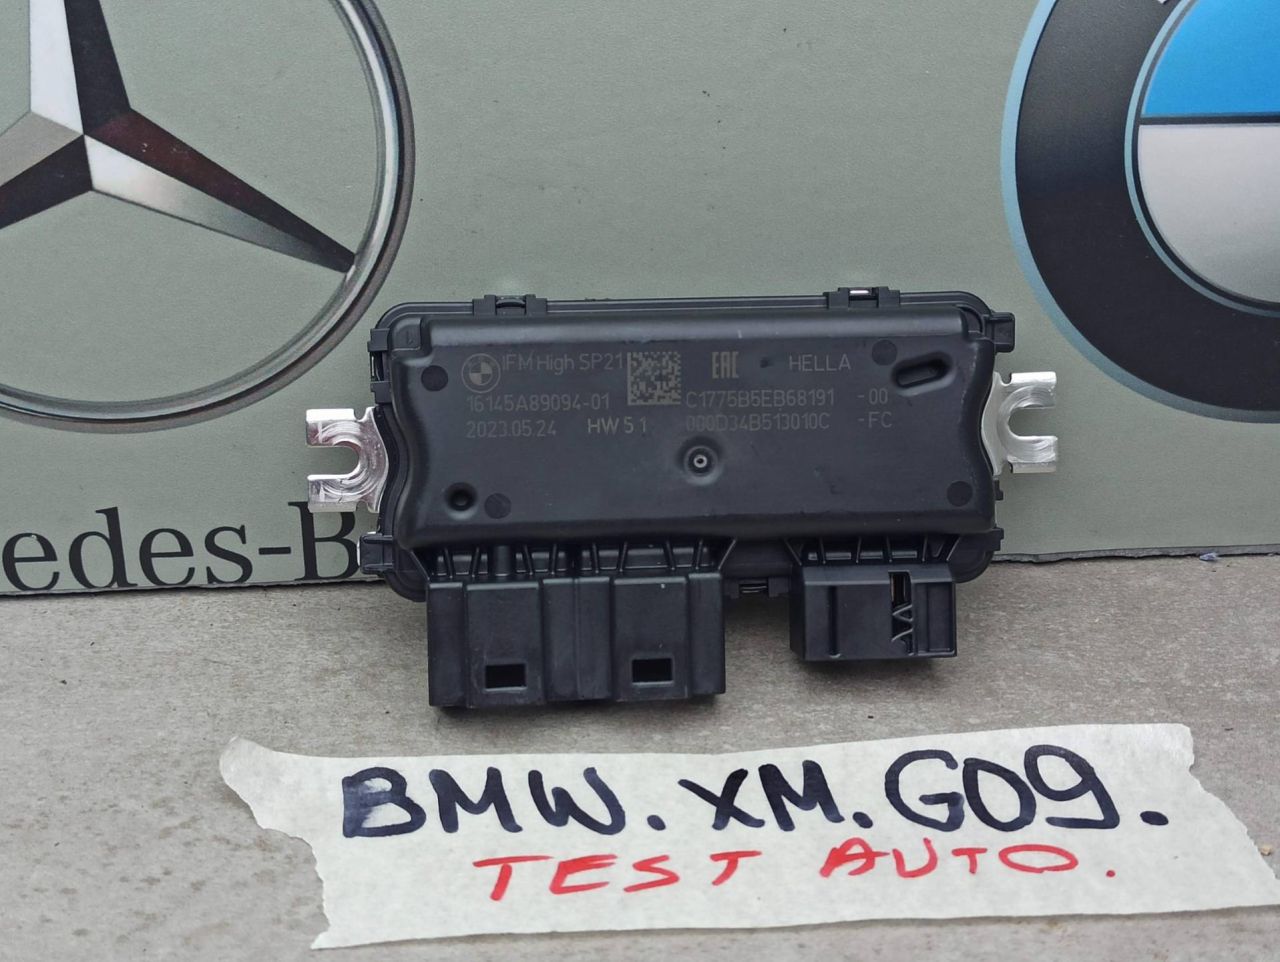 IFM High SP21 EAC HELLA
16145A89094-01 C1775B5EB68191 -00
2023.05.24 HW 5 1 000D34B513010C -FC
edes-B
BMW. XM. G09.
TEST AUTO.